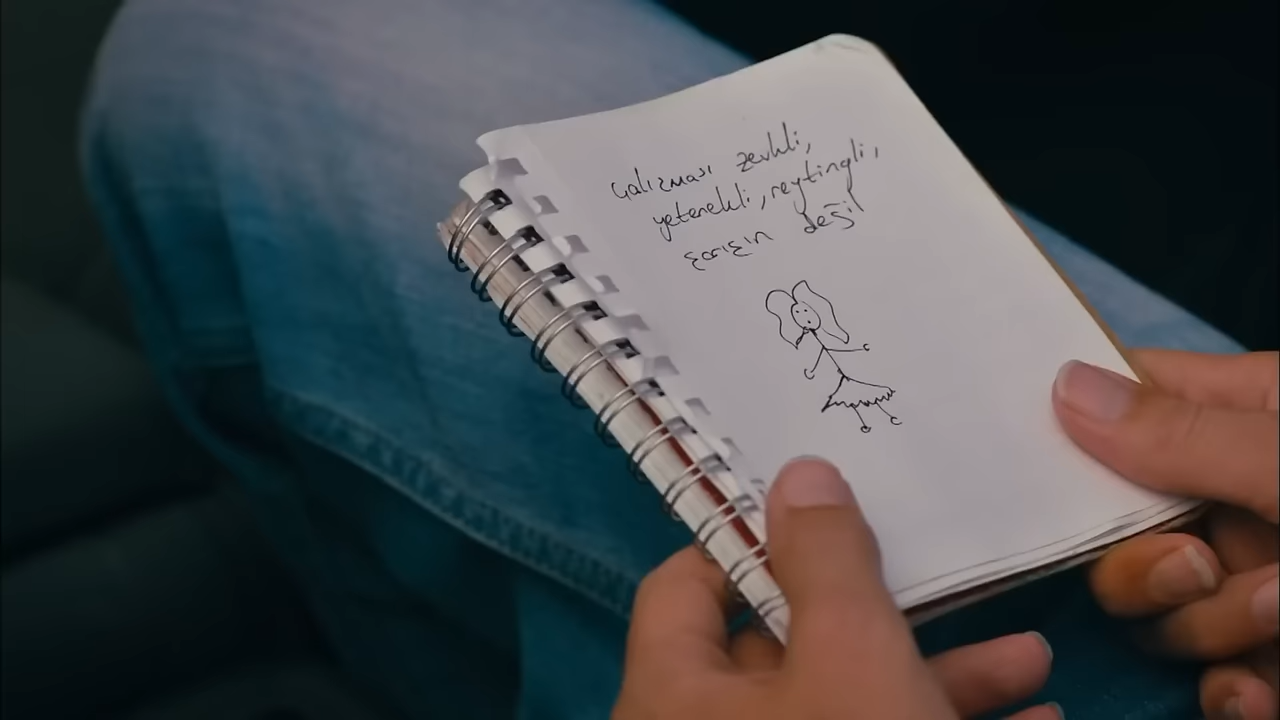 çalışması zevkli,
yetenekli, reytingli,
sarışın değil